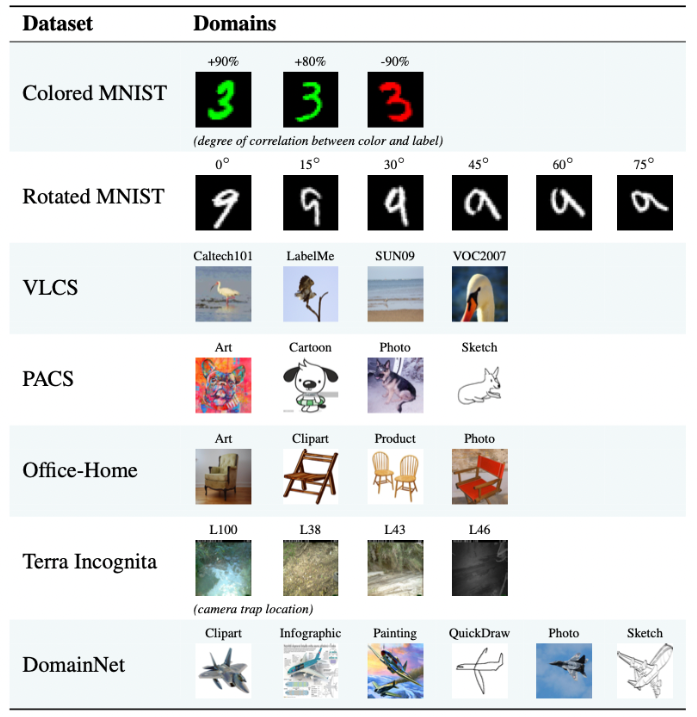 Dataset Domains
+90% +80% -90%
Colored MNIST
(degree of correlation between color and label)
0° 15° 30° 45° 60° 75°
Rotated MNIST
Caltech101 LabelMe SUN09 VOC2007
VLCS
Art Cartoon Photo Sketch
PACS
Art Clipart Product Photo
Office-Home
L100 L38 L43 L46
Terra Incognita
(camera trap location)
Clipart Infographic Painting QuickDraw Photo Sketch
DomainNet